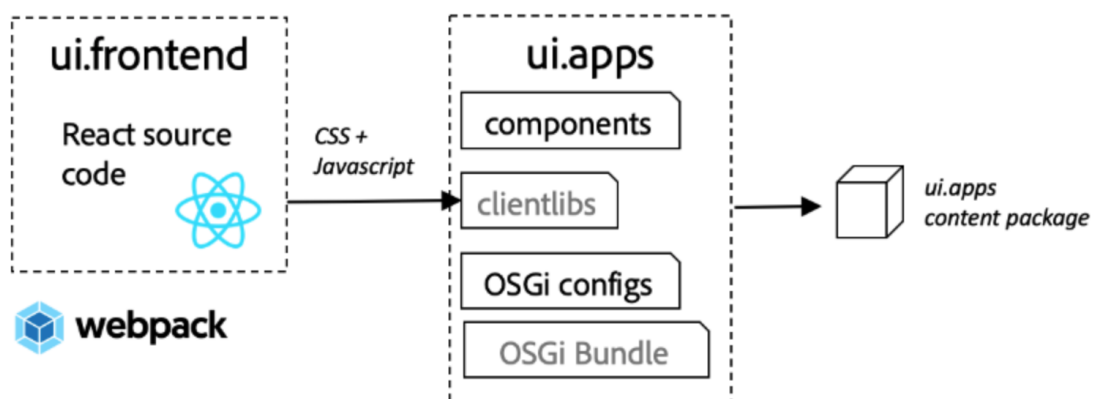 ui.frontend
React source
code
webpack
CSS +
Javascript
ui.apps
components
clientlibs
OSGi configs
OSGi Bundle
ui.apps
content package